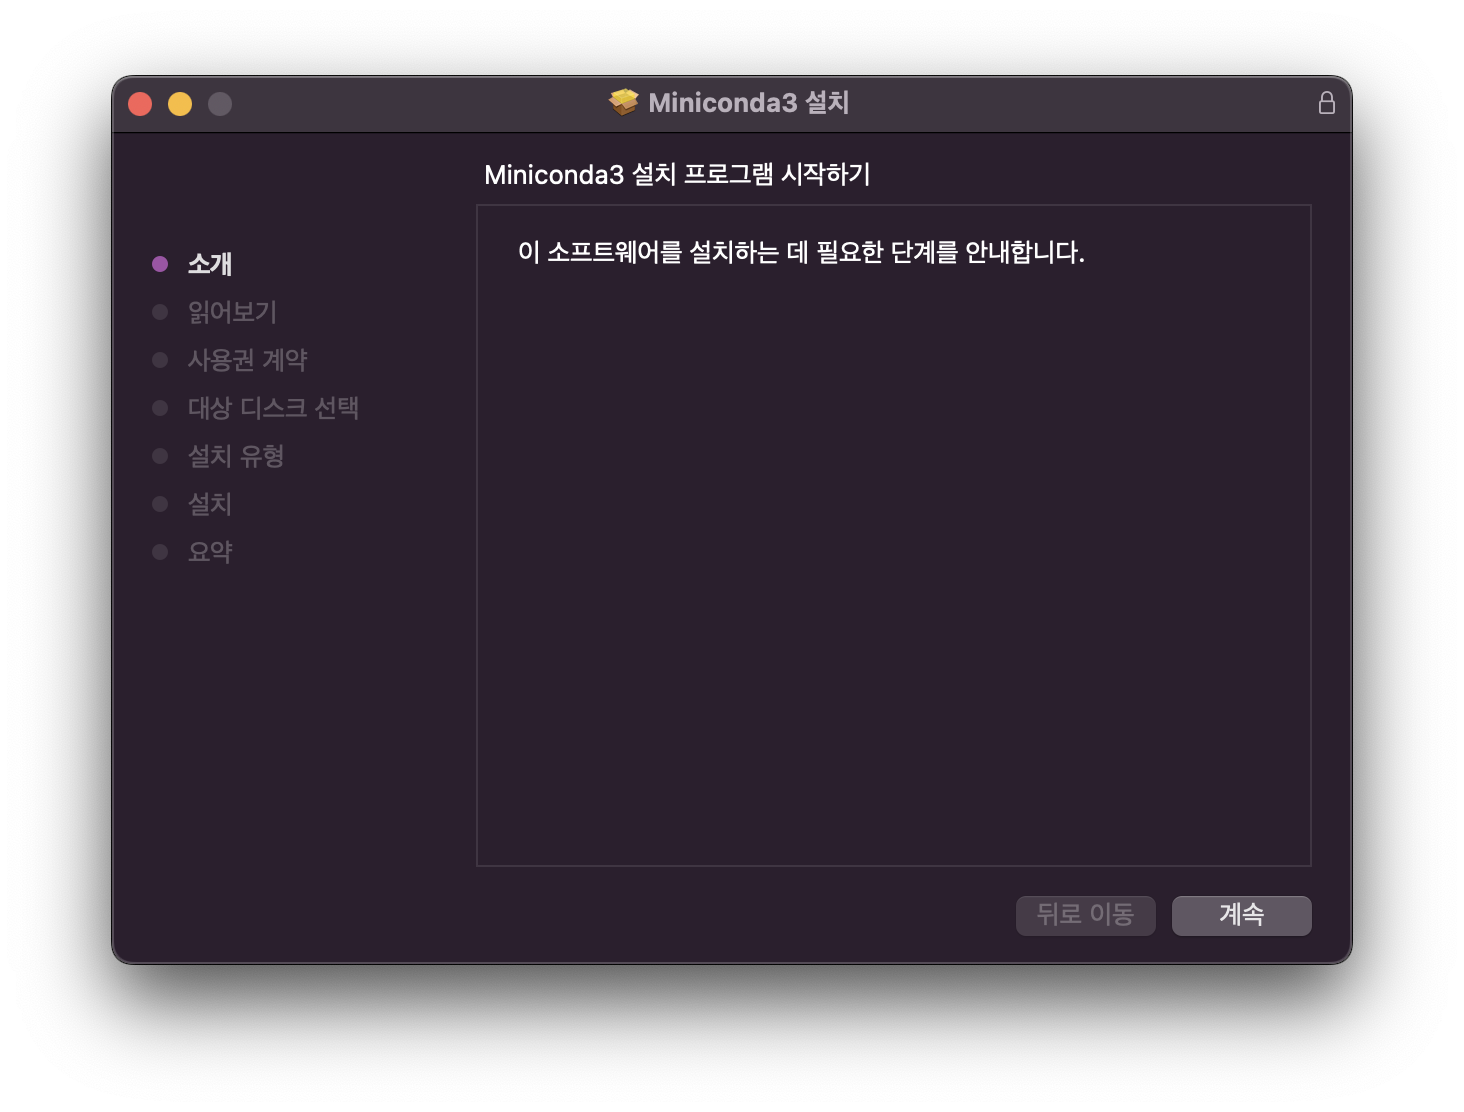 Miniconda3 설치
Miniconda3 설치 프로그램 시작하기
소개
읽어보기
사용권 계약
대상 디스크 선택
설치 유형
설치
요약
이 소프트웨어를 설치하는 데 필요한 단계를 안내합니다.
뒤로 이동
계속